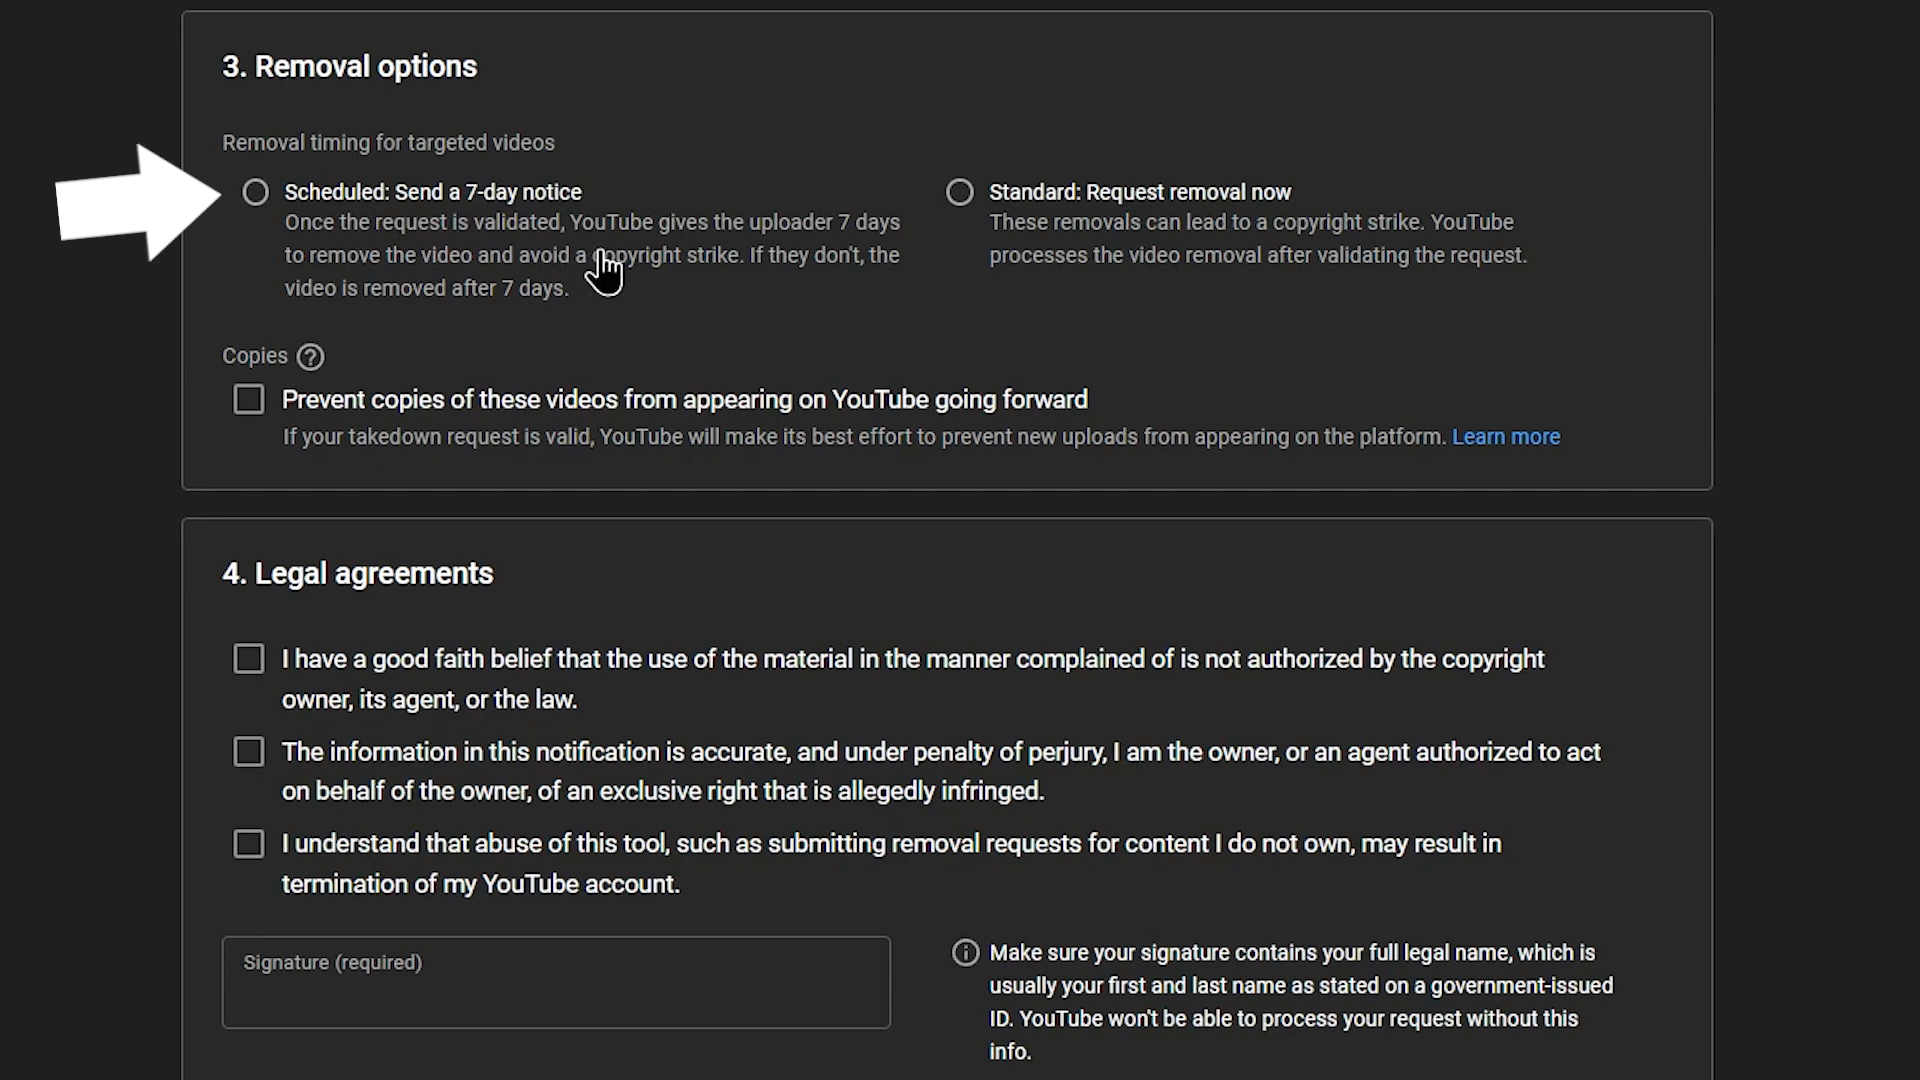 3. Removal options
Removal timing for targeted videos
Scheduled: Send a 7-day notice
Once the request is validated, YouTube gives the uploader 7 days
to remove the video and avoid a copyright strike. If they don't, the
video is removed after 7 days.
Standard: Request removal now
These removals can lead to a copyright strike. YouTube
processes the video removal after validating the request.
Copies ?
Prevent copies of these videos from appearing on YouTube going forward
If your takedown request is valid, YouTube will make its best effort to prevent new uploads from appearing on the platform. Learn more
4. Legal agreements
I have a good faith belief that the use of the material in the manner complained of is not authorized by the copyright
owner, its agent, or the law.
The information in this notification is accurate, and under penalty of perjury, I am the owner, or an agent authorized to act
on behalf of the owner, of an exclusive right that is allegedly infringed.
I understand that abuse of this tool, such as submitting removal requests for content I do not own, may result in
termination of my YouTube account.
Signature (required)
Make sure your signature contains your full legal name, which is
usually your first and last name as stated on a government-issued
ID. YouTube won't be able to process your request without this
info.